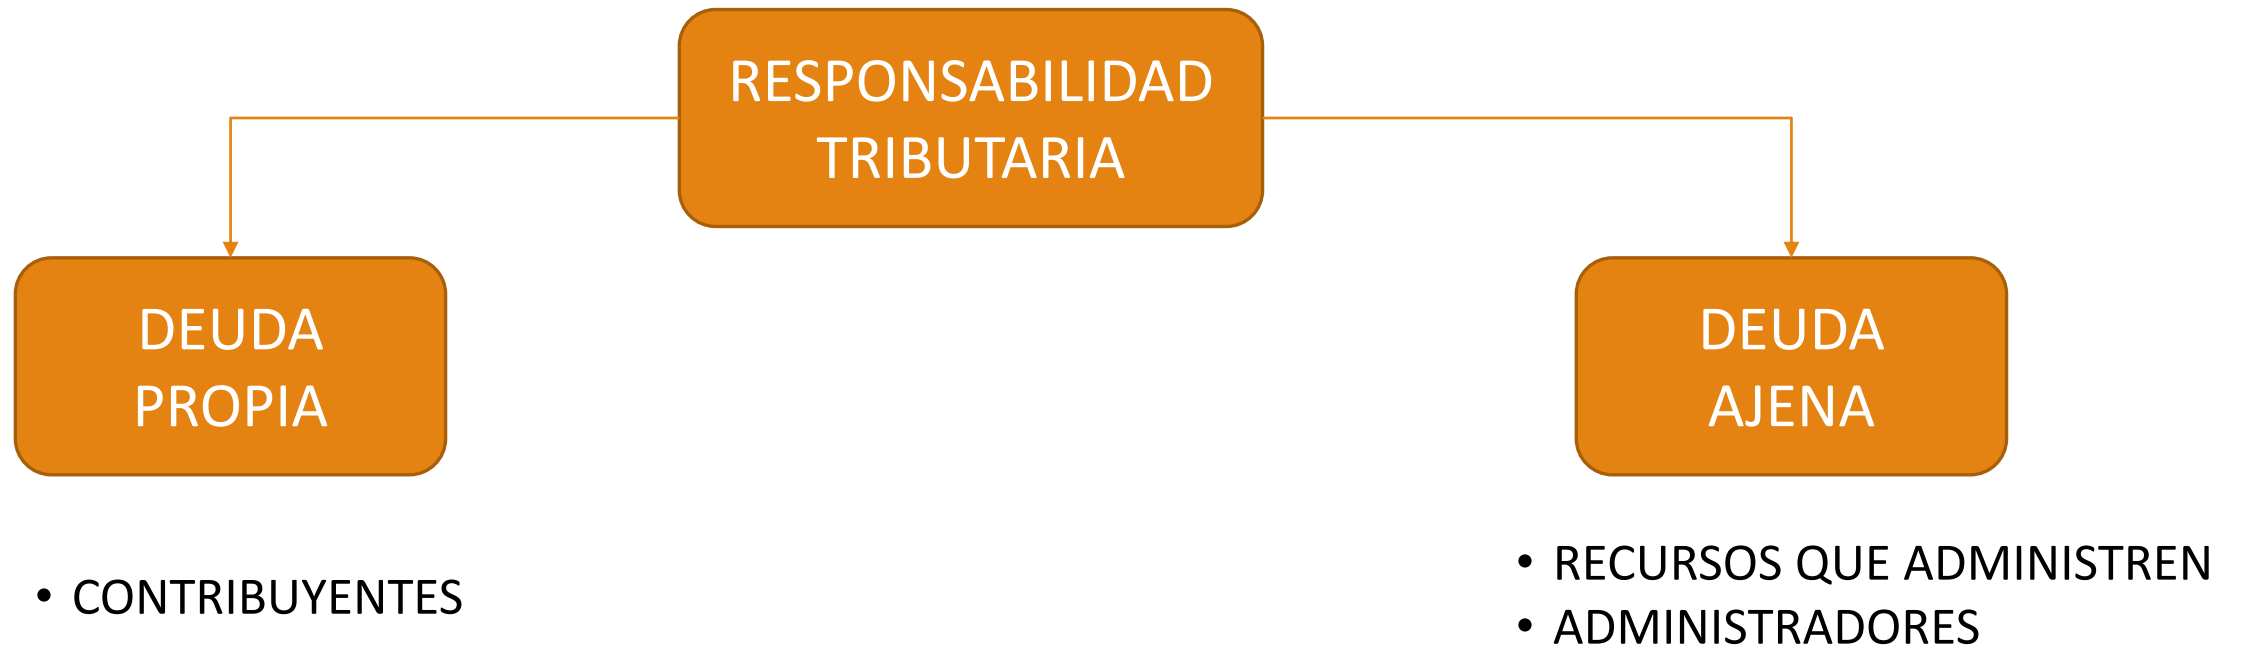 RESPONSABILIDAD
TRIBUTARIA
DEUDA
PROPIA
DEUDA
AJENA
• CONTRIBUYENTES
• RECURSOS QUE ADMINISTREN
• ADMINISTRADORES